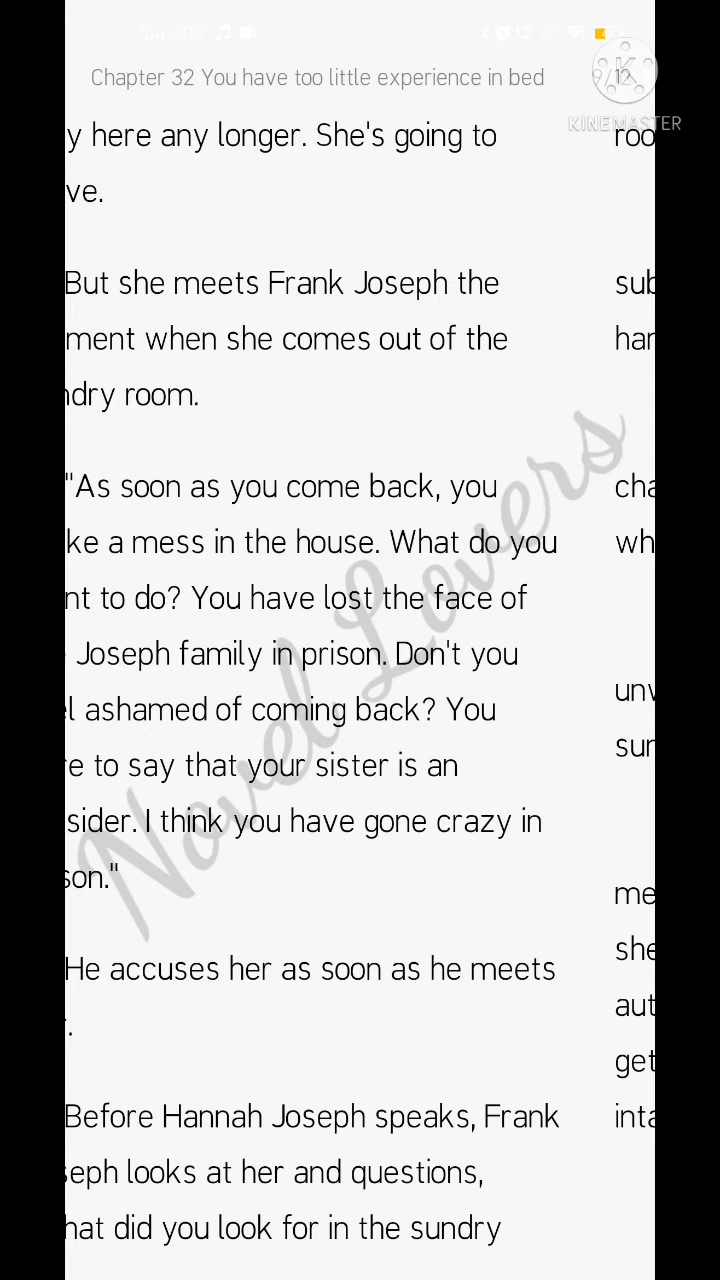 Chapter 32 You have too little experience in bed
9/12
KINEMASTER
y here any longer. She's going to
ve.
But she meets Frank Joseph the
ment when she comes out of the
ndry room.
"As soon as you come back, you
ke a mess in the house. What do you
nt to do? You have lost the face of
Joseph family in prison. Don't you
el ashamed of coming back? You
re to say that your sister is an
sider. I think you have gone crazy in
son."
He accuses her as soon as he meets
r.
Before Hannah Joseph speaks, Frank
seph looks at her and questions,
hat did you look for in the sundry
roo
sub
har
cha
wh
sur
me
she
aut
get
inta
Novel Lovers